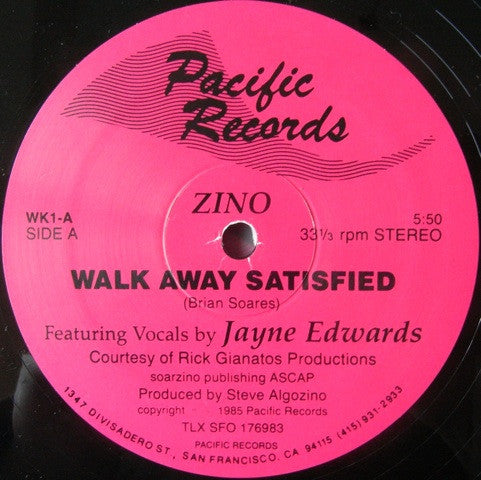 Pacific
Records
ZINO
WK1-A
SIDE A
5:50
33 1/3 rpm STEREO
WALK AWAY SATISFIED
(Brian Soares)
Featuring Vocals by Jayne Edwards
Courtesy of Rick Gianatos Productions
soarzino publishing ASCAP
Produced by Steve Algozino
copyright - 1985 Pacific Records
TLX SFO 176983
PACIFIC RECORDS
1347 DIVISADERO ST., SAN FRANCISCO. CA 94115 (415) 931-2933